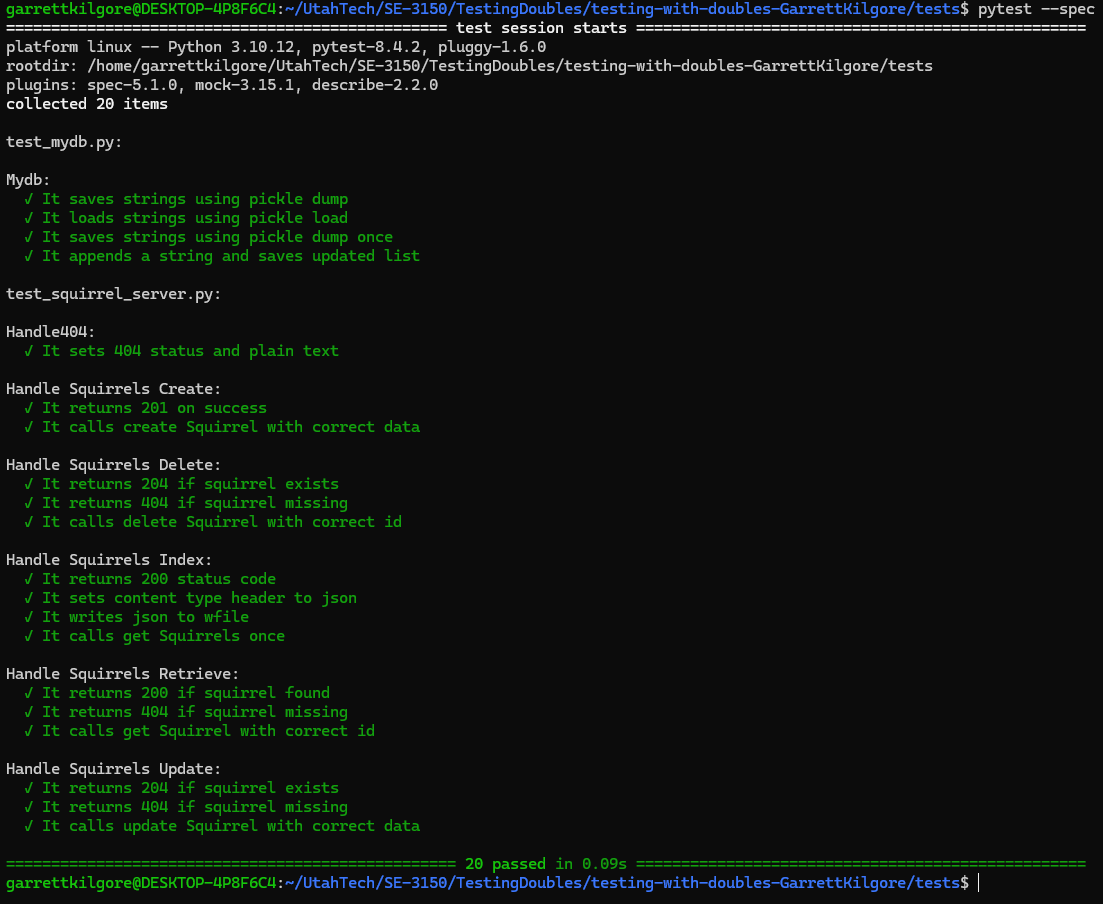 garrettkilgore@DESKTOP-4P8F6C4:~/UtahTech/SE-3150/TestingDoubles/testing-with-doubles-GarrettKilgore/tests$ pytest --spec
================================================= test session starts ==================================================
platform linux -- Python 3.10.12, pytest-8.4.2, pluggy-1.6.0
rootdir: /home/garrettkilgore/UtahTech/SE-3150/TestingDoubles/testing-with-doubles-GarrettKilgore/tests
plugins: spec-5.1.0, mock-3.15.1, describe-2.2.0
collected 20 items
test_mydb.py:
Mydb:
✓ It saves strings using pickle dump
✓ It loads strings using pickle load
✓ It saves strings using pickle dump once
✓ It appends a string and saves updated list
test_squirrel_server.py:
Handle404:
✓ It sets 404 status and plain text
Handle Squirrels Create:
✓ It returns 201 on success
✓ It calls create Squirrel with correct data
Handle Squirrels Delete:
✓ It returns 204 if squirrel exists
✓ It returns 404 if squirrel missing
✓ It calls delete Squirrel with correct id
Handle Squirrels Index:
✓ It returns 200 status code
✓ It sets content type header to json
✓ It writes json to wfile
✓ It calls get Squirrels once
Handle Squirrels Retrieve:
✓ It returns 200 if squirrel found
✓ It returns 404 if squirrel missing
✓ It calls get Squirrel with correct id
Handle Squirrels Update:
✓ It returns 204 if squirrel exists
✓ It returns 404 if squirrel missing
✓ It calls update Squirrel with correct data
================================================== 20 passed in 0.09s ==================================================
garrettkilgore@DESKTOP-4P8F6C4:~/UtahTech/SE-3150/TestingDoubles/testing-with-doubles-GarrettKilgore/tests$